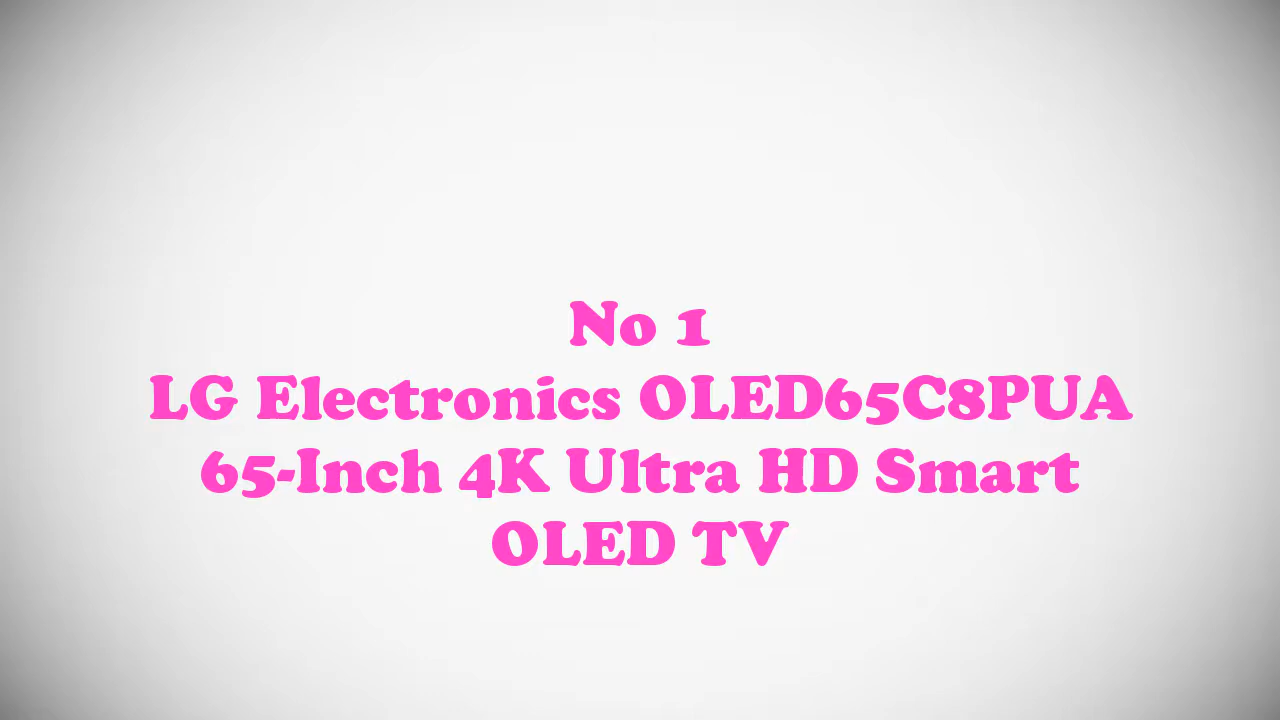 No 1
LG Electronics OLED65C8PUA
65-Inch 4K Ultra HD Smart
OLED TV